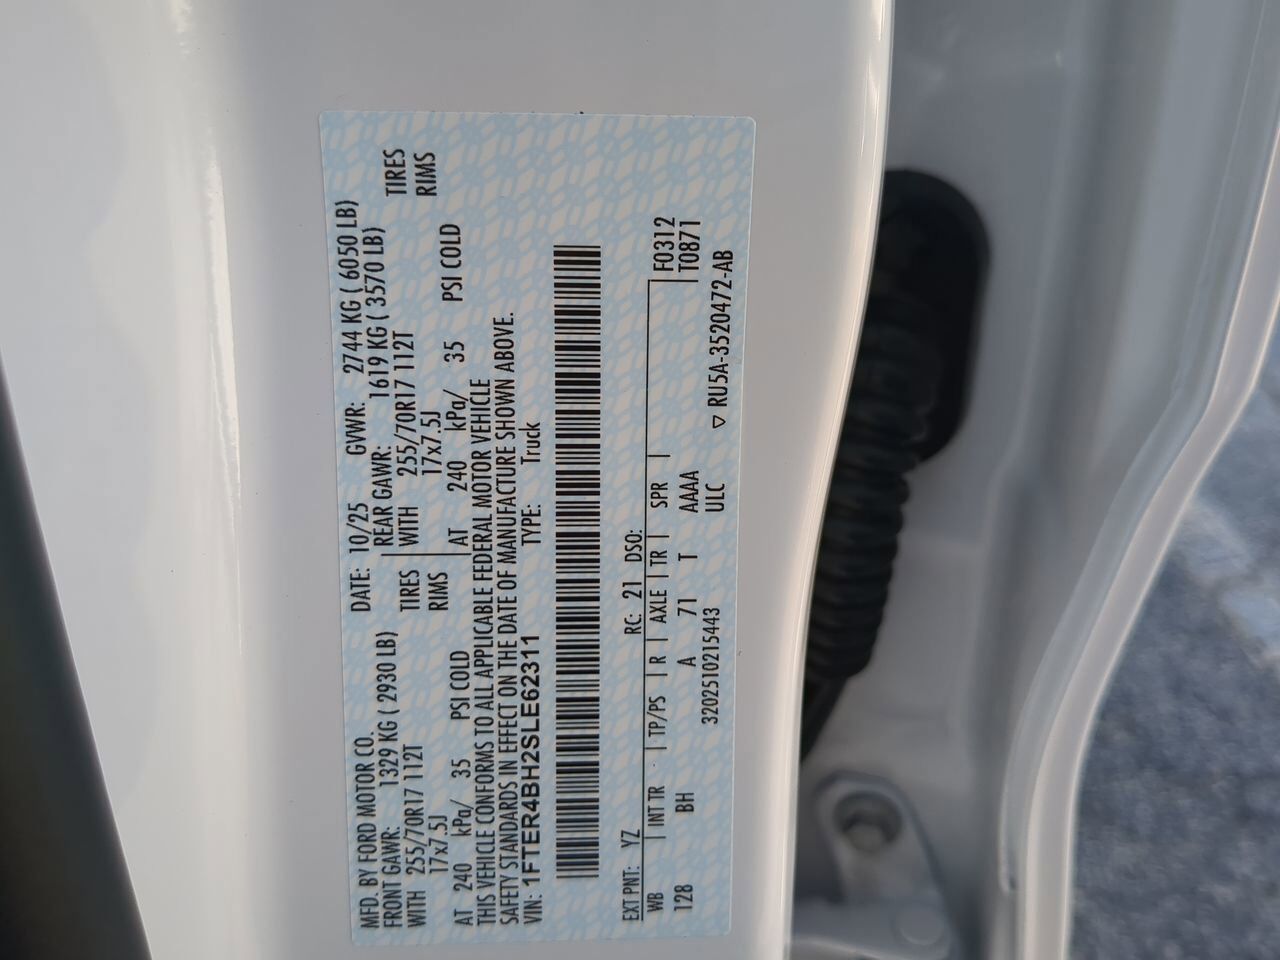 MFD. BY FORD MOTOR CO. DATE: 10/25 GVWR: 2744 KG ( 6050 LB)
FRONT GAWR: 1329 KG ( 2930 LB) REAR GAWR: 1619 KG ( 3570 LB)
WITH 255/70R17 112T TIRES WITH 255/70R17 112T TIRES
17x7.5J RIMS 17x7.5J RIMS
AT 240 kPa/ 35 PSI COLD AT 240 kPa/ 35 PSI COLD
THIS VEHICLE CONFORMS TO ALL APPLICABLE FEDERAL MOTOR VEHICLE
SAFETY STANDARDS IN EFFECT ON THE DATE OF MANUFACTURE SHOWN ABOVE.
VIN: 1FTER4BH2SLE62311 TYPE: Truck
EXT PNT: YZ RC: 21 DSO:
WB INT TR TP/PS R AXLE TR SPR F0312
128 BH A 71 T AAAA T0871
3202510215443 ULC ▽ RU5A-3520472-AB